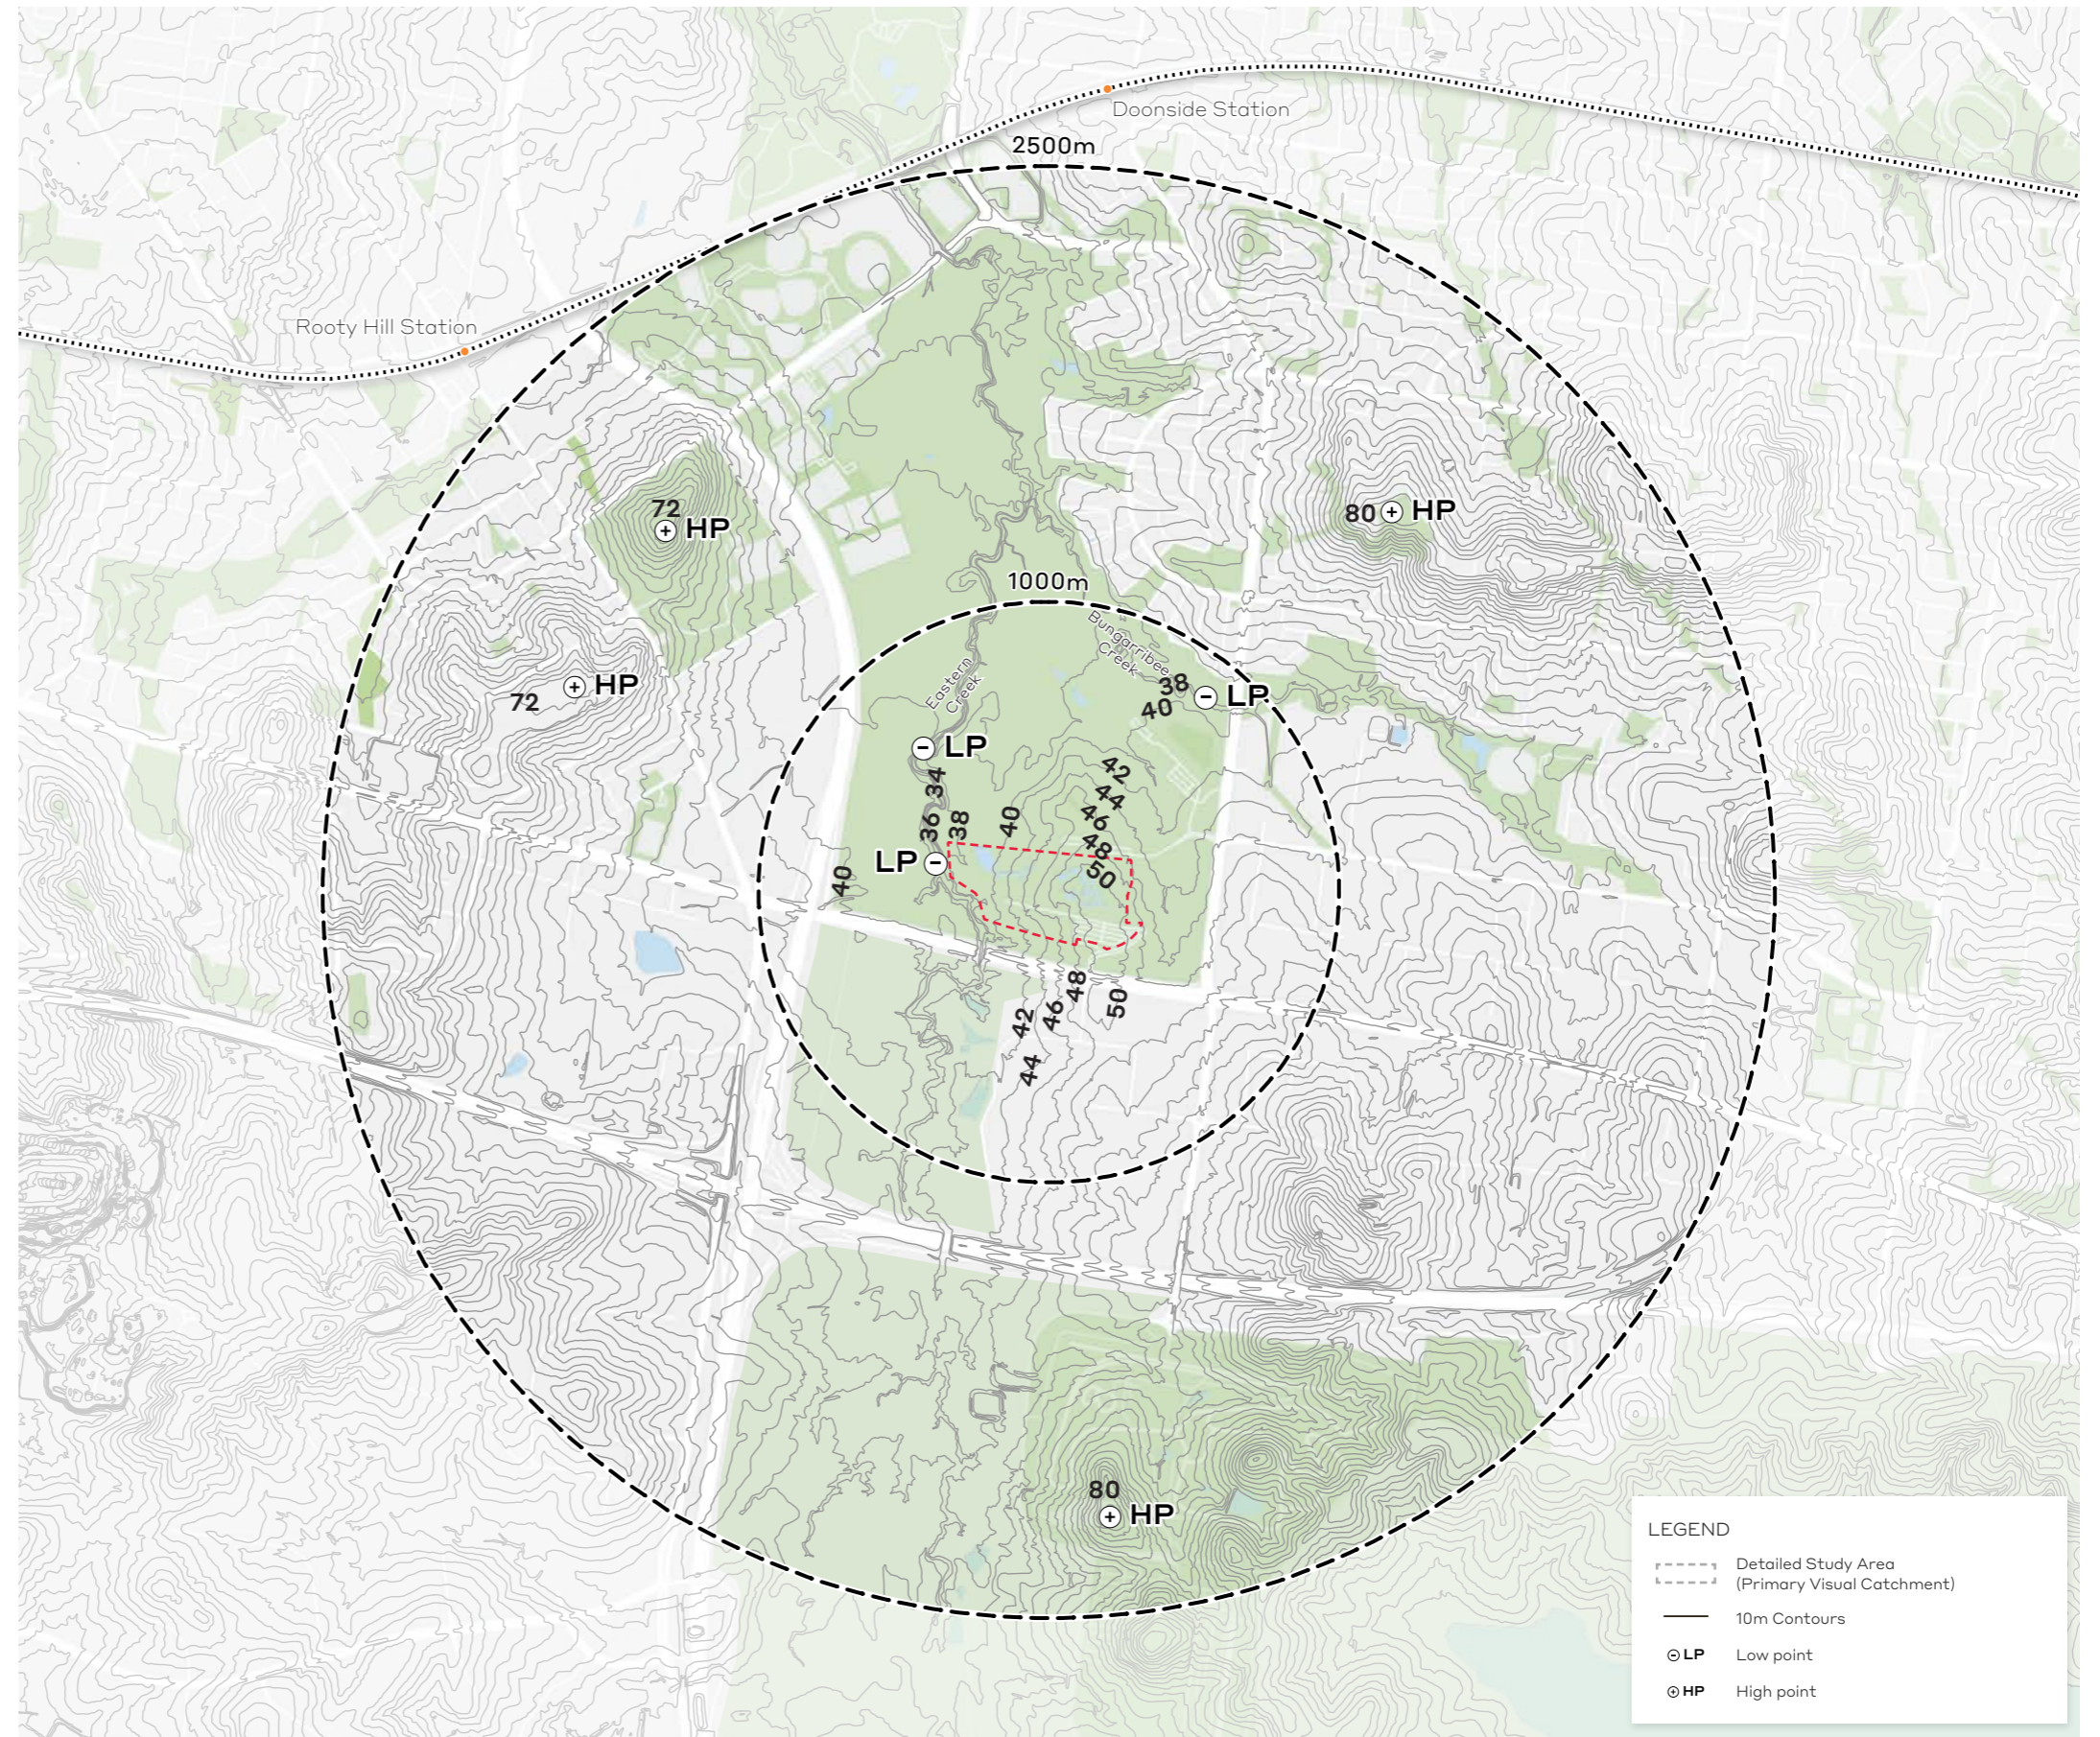 Doonside Station
2500m
Rooty Hill Station
72
HP
80
HP
1000m
Bungarribee
Creek
Eastern
Creek
72
HP
38
40
LP
LP
34
36
38
40
42
44
46
48
50
LP
40
42
44
46
48
50
80
HP
LEGEND
Detailed Study Area
(Primary Visual Catchment)
10m Contours
LP Low point
HP High point